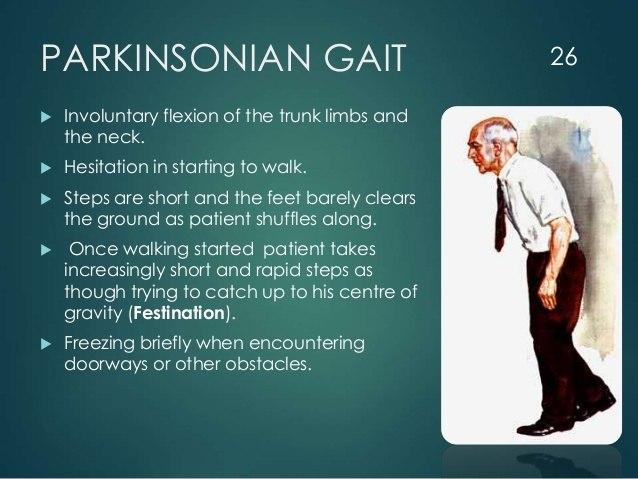 PARKINSONIAN GAIT
26
Involuntary flexion of the trunk limbs and
the neck.
Hesitation in starting to walk.
Steps are short and the feet barely clears
the ground as patient shuffles along.
Once walking started patient takes
increasingly short and rapid steps as
though trying to catch up to his centre of
gravity (Festination).
Freezing briefly when encountering
doorways or other obstacles.